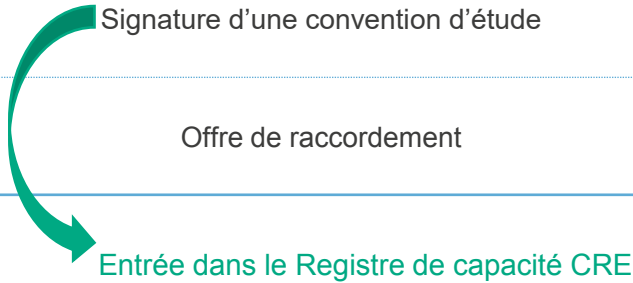 Signature d’une convention d’étude
Offre de raccordement
Entrée dans le Registre de capacité CRE